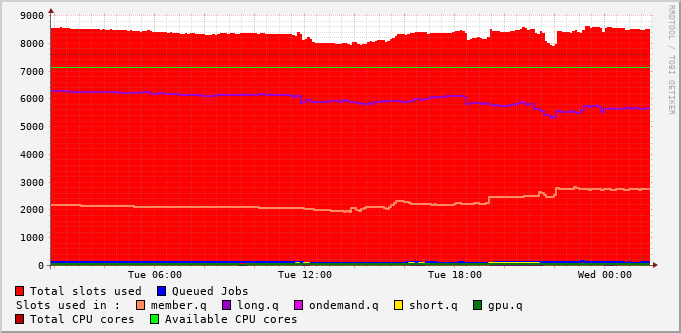 9000
8000
7000
6000
5000
4000
3000
2000
1000
0
Tue 06:00 Tue 12:00 Tue 18:00 Wed 00:00
Total slots used Queued Jobs
Slots used in : member.q long.q ondemand.q short.q gpu.q
Total CPU cores Available CPU cores
RRDTOOL / TOBI OETIKER